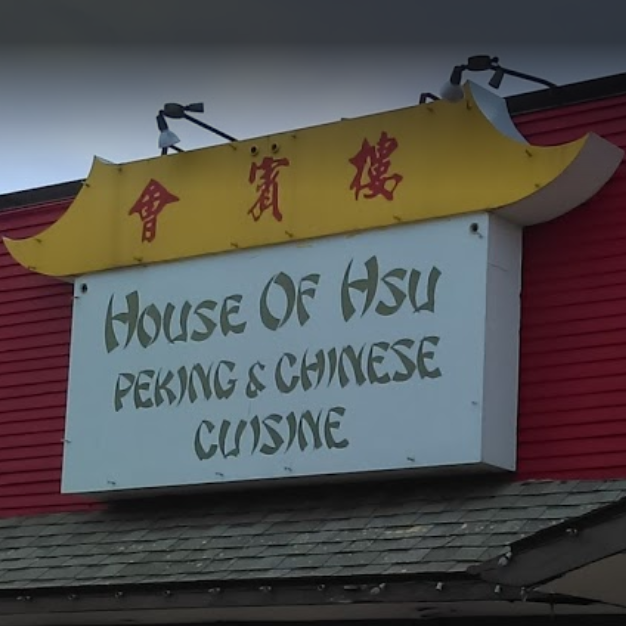 會賓樓
House Of Hsu
Peking & Chinese
Cuisine